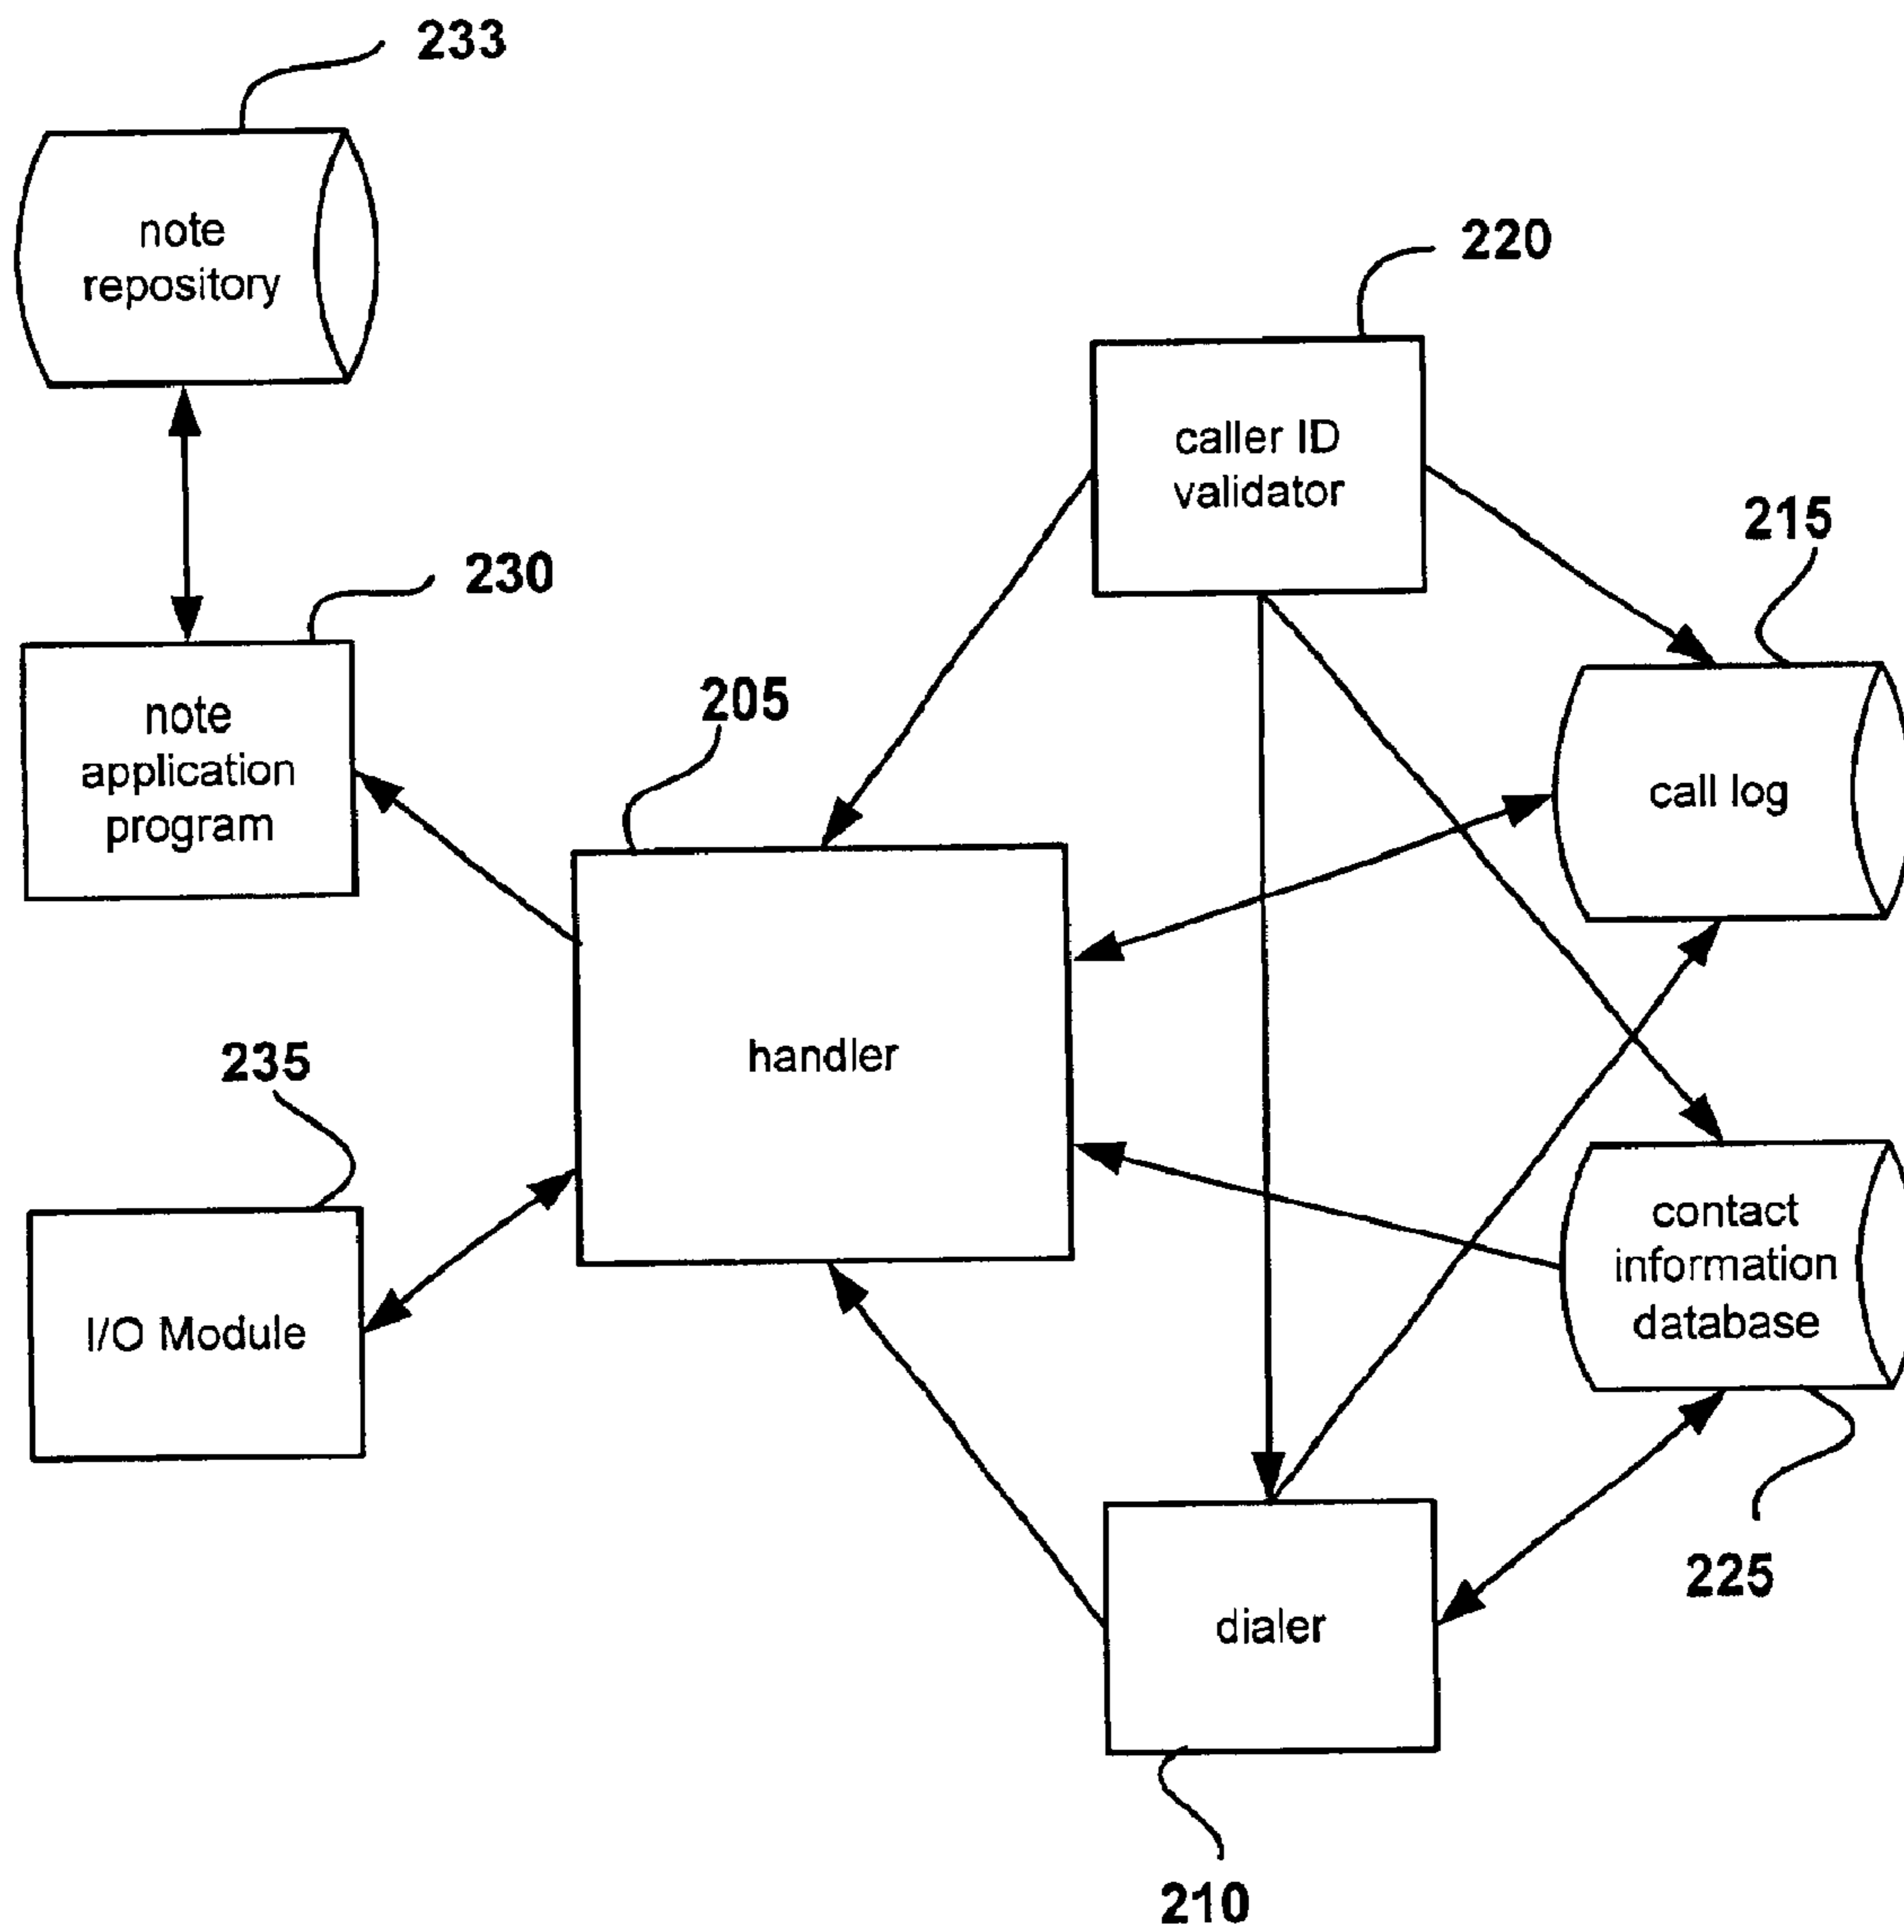 233
note
repository
220
caller ID
validator
215
230
note
application
program
205
call log
handler
235
I/O Module
contact
information
database
225
dialer
210